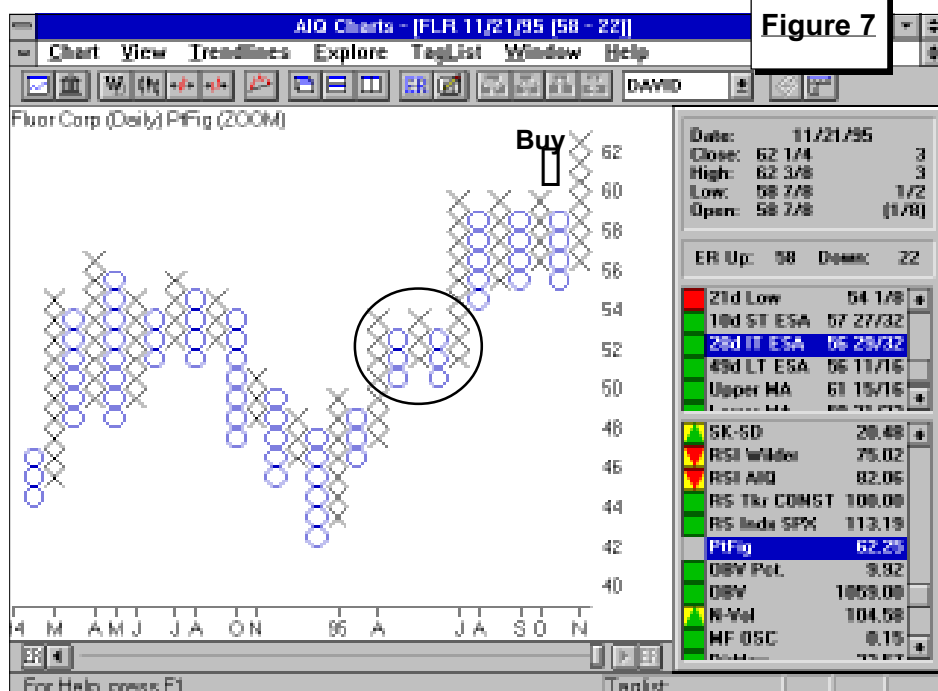 Figure 7
AIQ Charts - [FLR 11/21/95 (58 - 22)]
Chart View Trendlines Explore TagList Window Help
ER DAVID
Fluor Corp (Daily) PtFig (ZOOM)
Buy
62
60
58
56
54
52
50
48
46
44
42
40
M A M J J A O N 95 A J A S O N
Date: 11/21/95
Close: 62 1/4 3
High: 62 3/8 3
Low: 58 7/8 1/2
Open: 58 7/8 (1/8)
ER Up: 58 Down: 22
21d Low 54 1/8
10d ST ESA 57 27/32
28d IT ESA 56 29/32
49d LT ESA 56 11/16
Upper MA 61 15/16
SK-SD 20.48
RSI Wilder 75.02
RSI AIQ 82.06
RS Tkr CONST 100.00
RS Indx SPX 113.19
PtFig 62.25
OBV Pct. 9.92
OBV 1059.00
N-Vol 104.58
MF OSC 0.15
ER ER
For Help, press F1
Taglist: